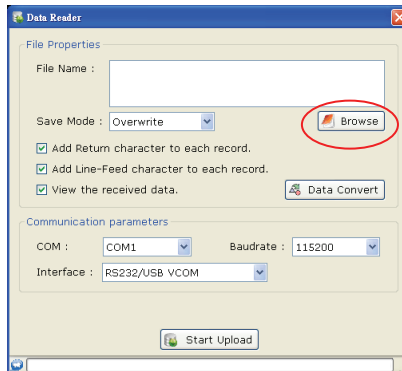 Data Reader
File Properties
File Name :
Save Mode : Overwrite Browse
Add Return character to each record.
Add Line-Feed character to each record.
View the received data. Data Convert
Communication parameters
COM : COM1 Baudrate : 115200
Interface : RS232/USB VCOM
Start Upload